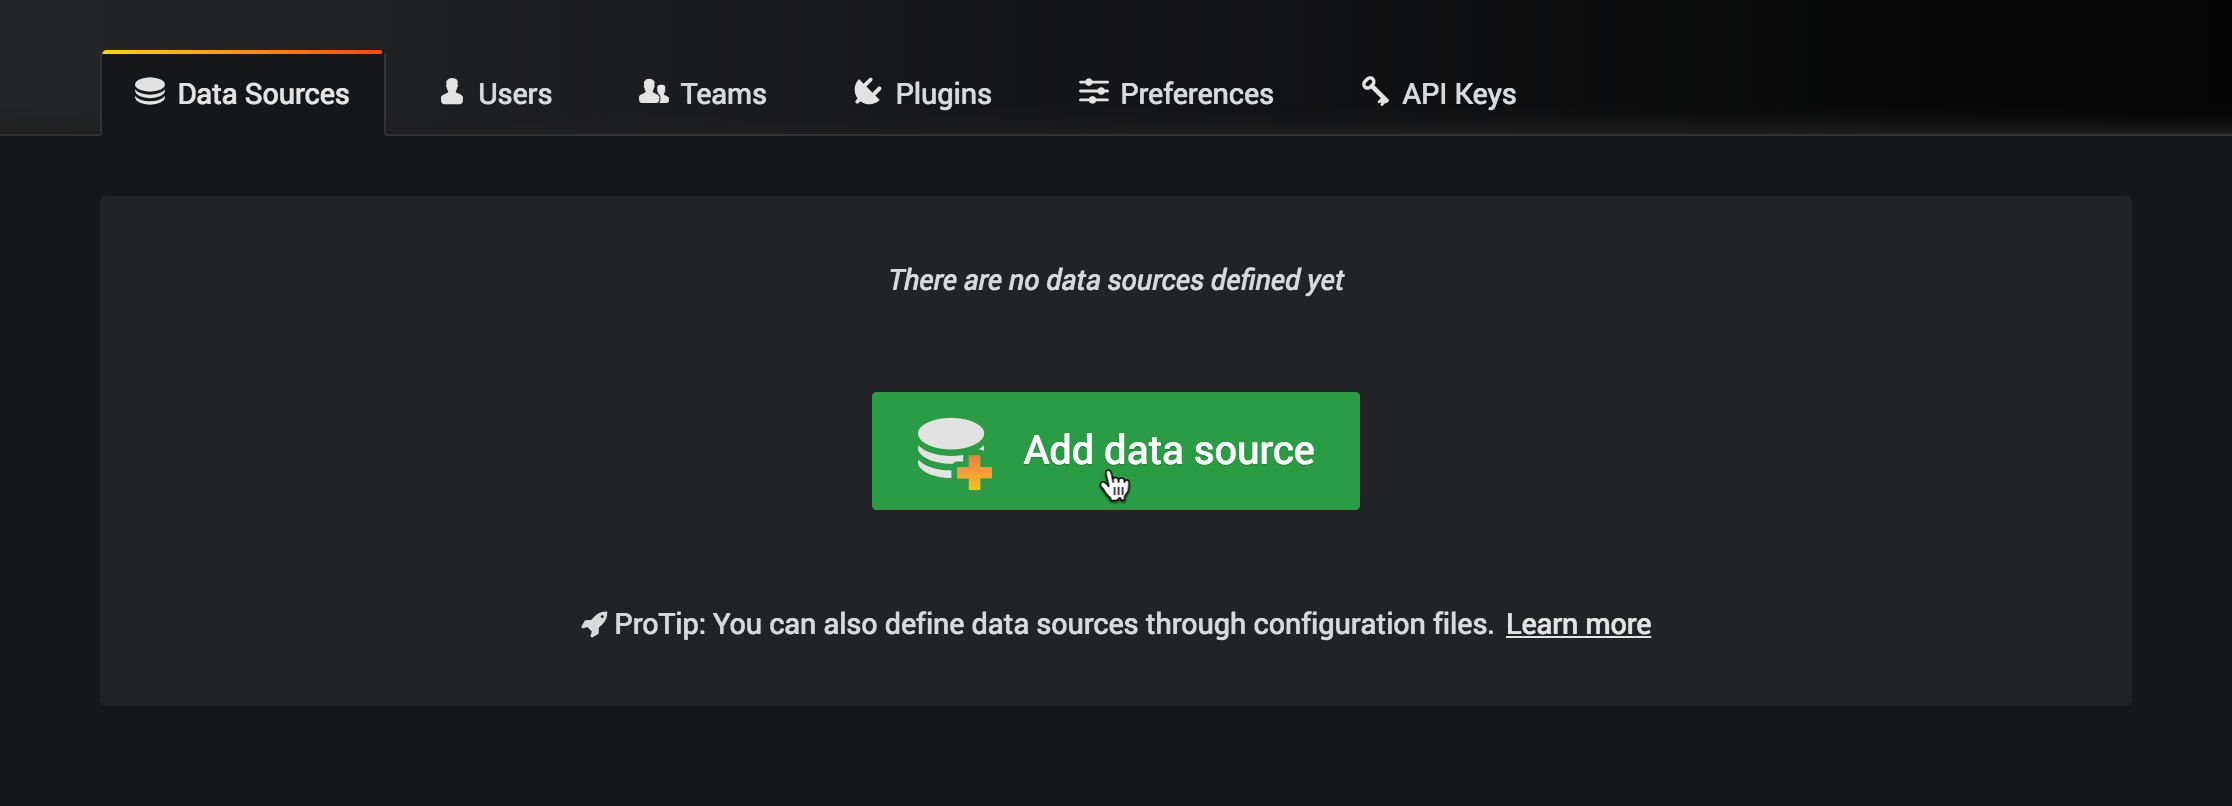 Data Sources Users Teams Plugins Preferences API Keys
There are no data sources defined yet
Add data source
ProTip: You can also define data sources through configuration files. Learn more